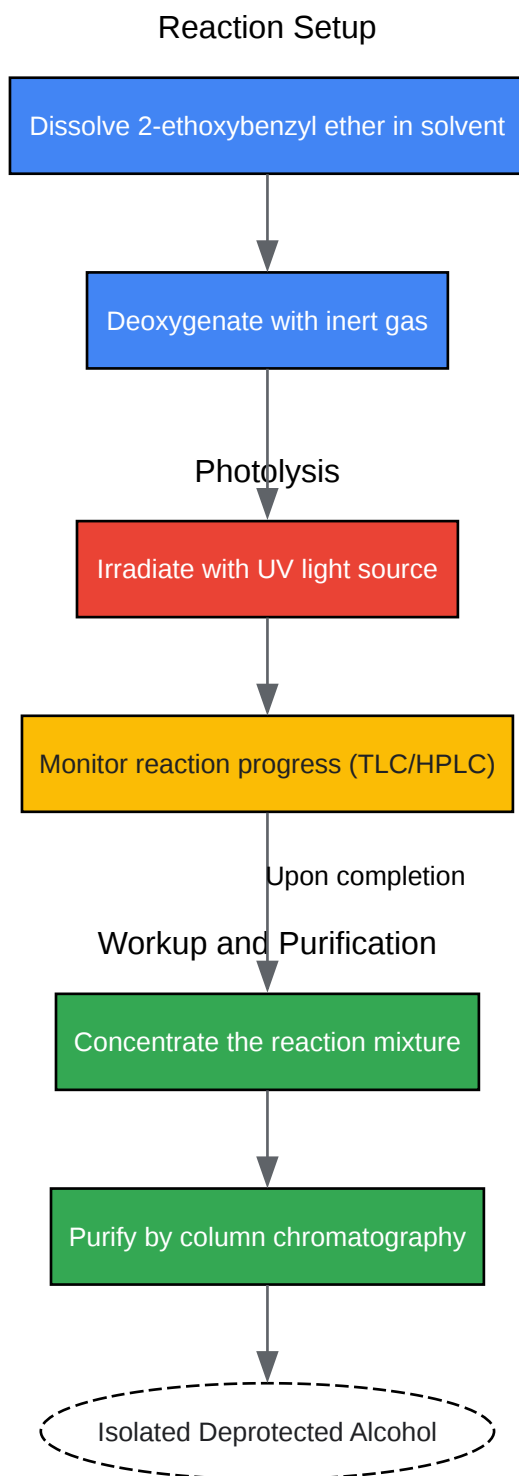 Reaction Setup
Dissolve 2-ethoxybenzyl ether in solvent
Deoxygenate with inert gas
Photolysis
Irradiate with UV light source
Monitor reaction progress (TLC/HPLC)
Upon completion
Workup and Purification
Concentrate the reaction mixture
Purify by column chromatography
Isolated Deprotected Alcohol